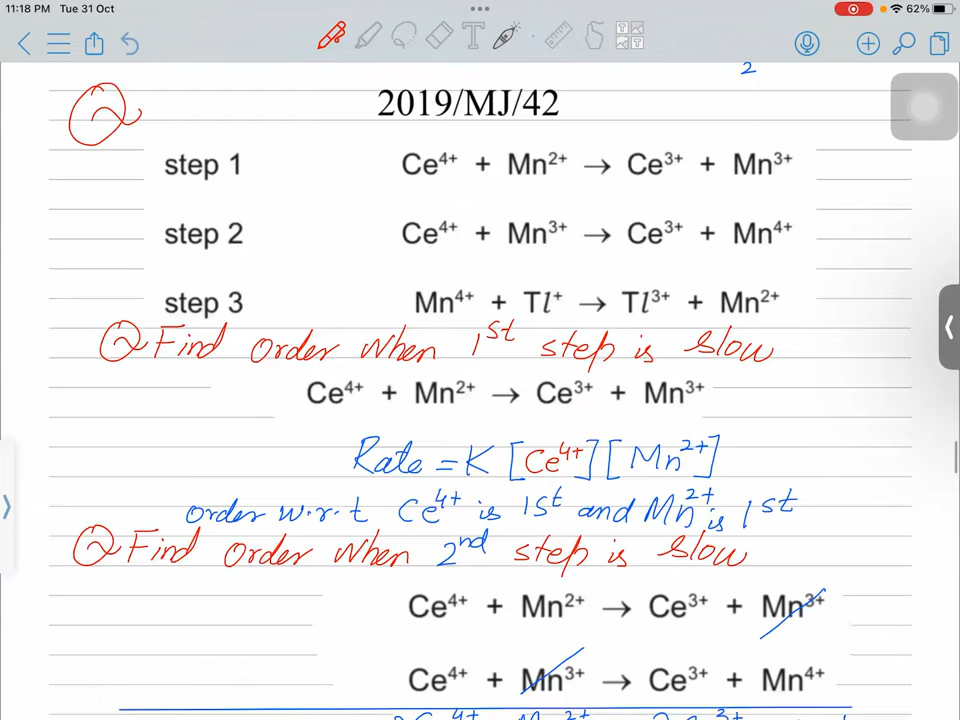 11:18 PM Tue 31 Oct
62%
2
Q 2019/MJ/42
step 1 Ce⁴⁺ + Mn²⁺ → Ce³⁺ + Mn³⁺
step 2 Ce⁴⁺ + Mn³⁺ → Ce³⁺ + Mn⁴⁺
step 3 Mn⁴⁺ + Tl⁺ → Tl³⁺ + Mn²⁺
Q Find order when 1st step is slow
Ce⁴⁺ + Mn²⁺ → Ce³⁺ + Mn³⁺
Rate = K [Ce⁴⁺][Mn²⁺]
order w.r.t Ce⁴⁺ is 1st and Mn²⁺ is 1st
Q Find order when 2nd step is slow
Ce⁴⁺ + Mn²⁺ → Ce³⁺ + Mn³⁺
Ce⁴⁺ + Mn³⁺ → Ce³⁺ + Mn⁴⁺